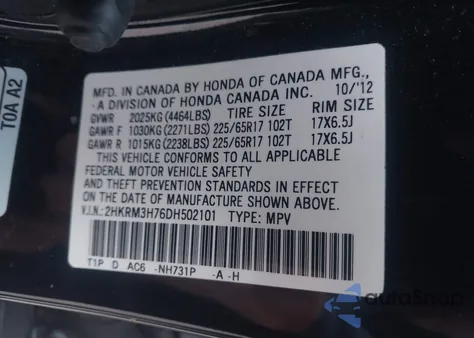 TOA A2
MFD. IN CANADA BY HONDA OF CANADA MFG.,
-A DIVISION OF HONDA CANADA INC. 10/'12
GVWR 2025KG (4464LBS) TIRE SIZE RIM SIZE
GAWR F 1030KG (2271LBS) 225/65R17 102T 17X6.5J
GAWR R 1015KG (2238LBS) 225/65R17 102T 17X6.5J
THIS VEHICLE CONFORMS TO ALL APPLICABLE
FEDERAL MOTOR VEHICLE SAFETY
AND THEFT PREVENTION STANDARDS IN EFFECT
ON THE DATE OF MANUFACTURE SHOWN ABOVE.
V.I.N.: 2HKRM3H76DH502101 TYPE: MPV
T1P D AC6 -NH731P -A -H
autoSnap